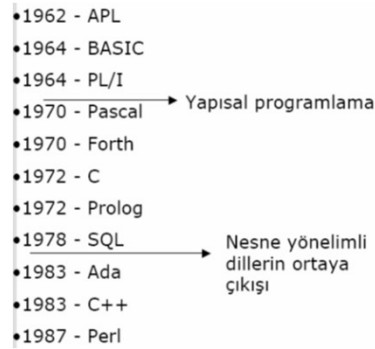 •1962 - APL
•1964 - BASIC
•1964 - PL/I
Yapısal programlama
•1970 - Pascal
•1970 - Forth
•1972 - C
•1972 - Prolog
•1978 - SQL
Nesne yönelimli
dillerin ortaya
çıkışı
•1983 - Ada
•1983 - C++
•1987 - Perl